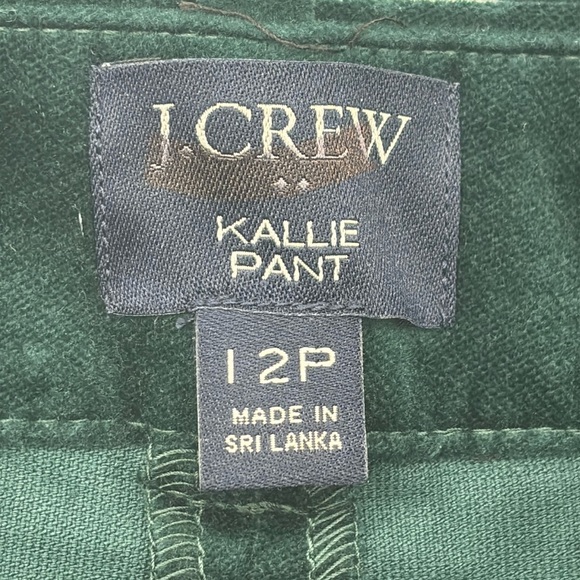 J.CREW
KALLIE
PANT
12P
MADE IN
SRI LANKA